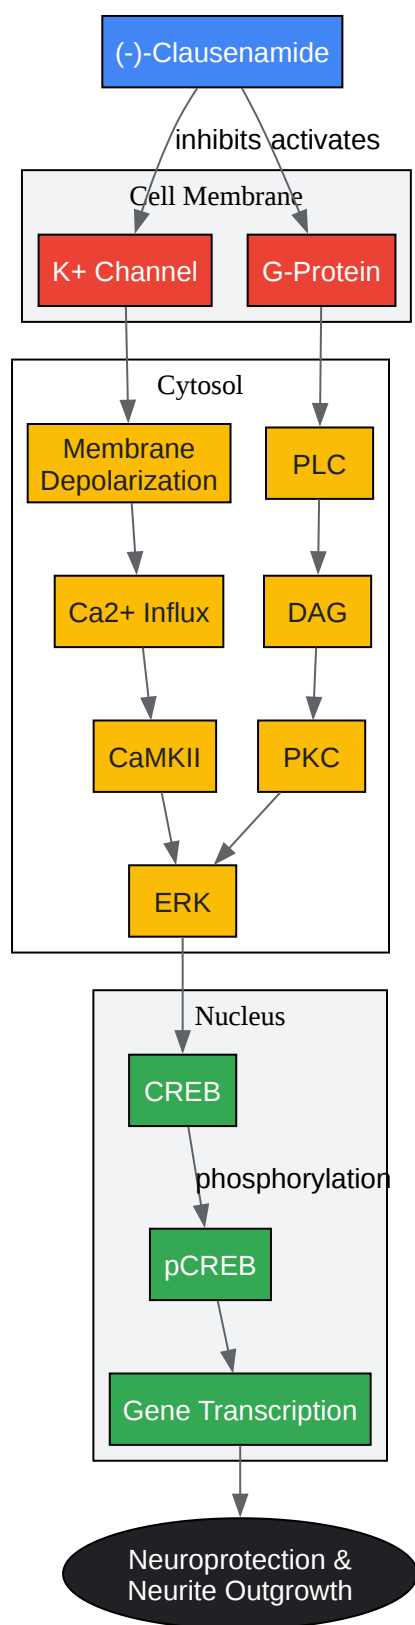 (-)-Clausenamide
inhibits
activates
Cell Membrane
K+ Channel
G-Protein
Cytosol
Membrane
Depolarization
PLC
Ca2+ Influx
DAG
CaMKII
PKC
ERK
Nucleus
CREB
phosphorylation
pCREB
Gene Transcription
Neuroprotection &
Neurite Outgrowth